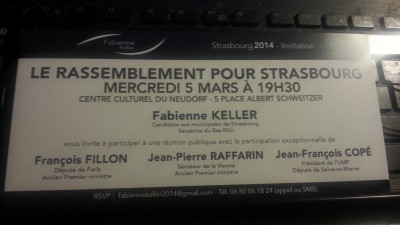 Fabienne
Keller
Strasbourg 2014 - Invitation
LE RASSEMBLEMENT POUR STRASBOURG
MERCREDI 5 MARS À 19H30
CENTRE CULTUREL DU NEUDORF - 5 PLACE ALBERT SCHWEITZER
Fabienne KELLER
Candidate aux municipales de Strasbourg
Sénatrice du Bas-Rhin
vous invite à participer à une réunion publique avec la participation exceptionnelle de
François FILLON Jean-Pierre RAFFARIN Jean-François COPÉ
Député de Paris Sénateur de la Vienne Président de l'UMP
Ancien Premier ministre Ancien Premier ministre Député de Seine-et-Marne
RSVP : fabiennekeller2014@gmail.com - Tél. 06 80 06 18 24 (appel ou SMS)